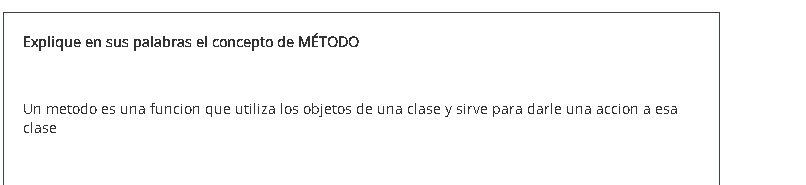 Explique en sus palabras el concepto de MÉTODO
Un metodo es una funcion que utiliza los objetos de una clase y sirve para darle una accion a esa
clase